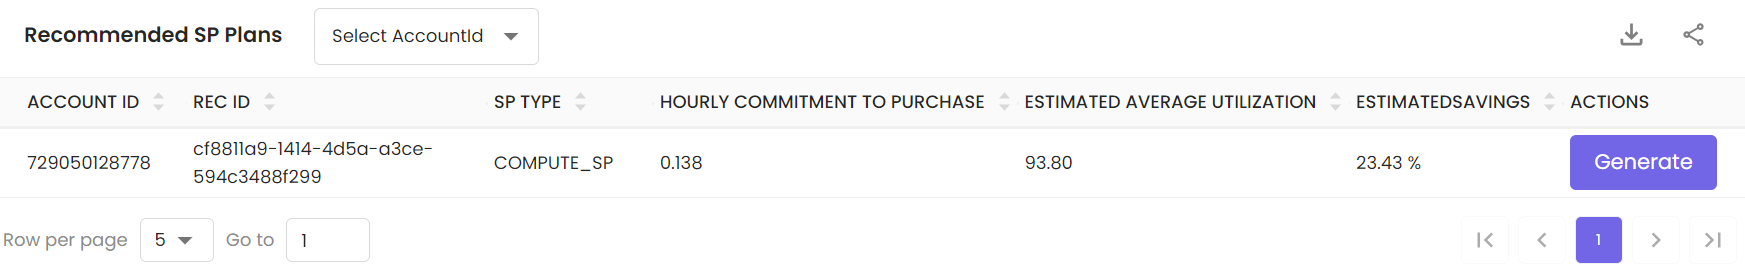 Recommended SP Plans Select AccountId
ACCOUNT ID REC ID SP TYPE HOURLY COMMITMENT TO PURCHASE ESTIMATED AVERAGE UTILIZATION ESTIMATEDSAVINGS ACTIONS
729050128778 cf8811a9-1414-4d5a-a3ce-
594c3488f299 COMPUTE_SP 0.138 93.80 23.43 % Generate
Row per page 5 Go to 1 1